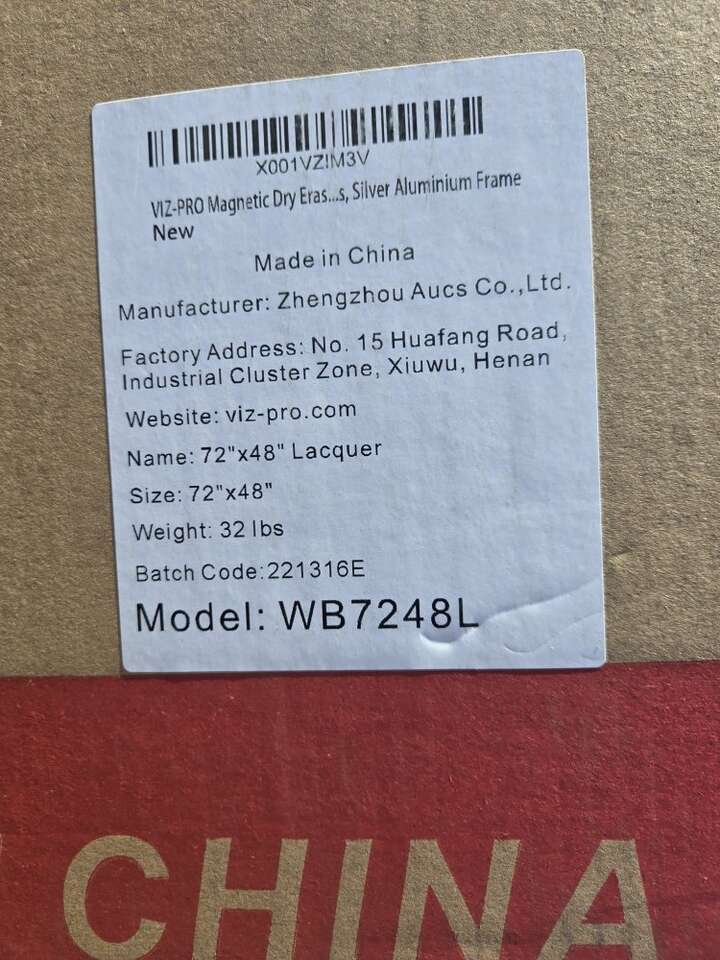 X001VZIM3V
VIZ-PRO Magnetic Dry Eras...s, Silver Aluminium Frame
New
Made in China
Manufacturer: Zhengzhou Aucs Co.,Ltd.
Factory Address: No. 15 Huafang Road,
Industrial Cluster Zone, Xiuwu, Henan
Website: viz-pro.com
Name: 72"x48" Lacquer
Size: 72"x48"
Weight: 32 lbs
Batch Code:221316E
Model: WB7248L
CHINA